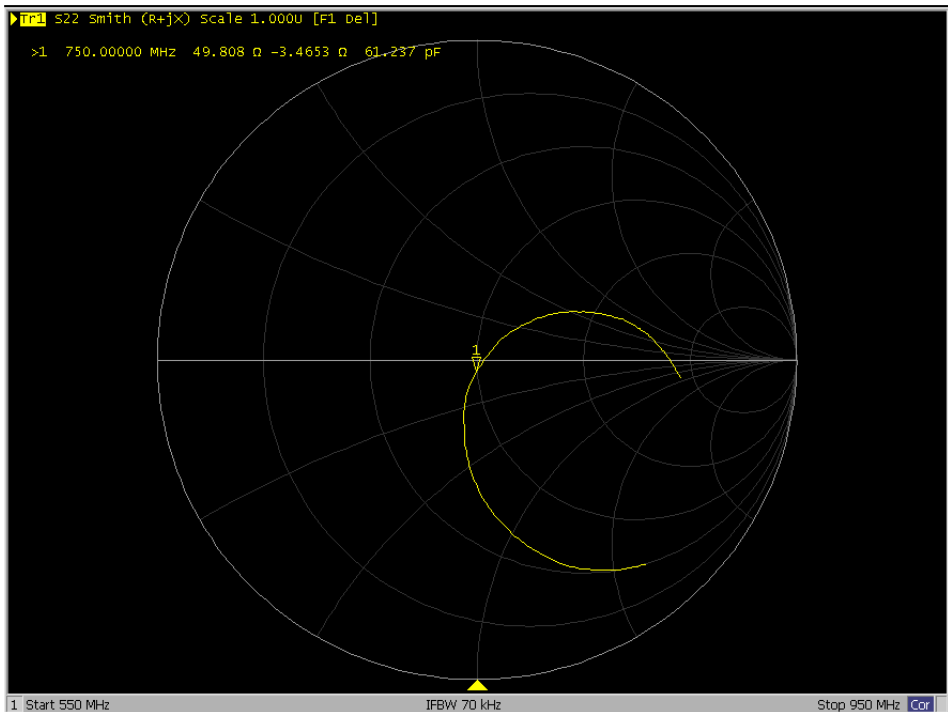 Tr1 S22 Smith (R+jX) Scale 1.000U [F1 Del]
>1 750.00000 MHz 49.808 Ω -3.4653 Ω 61.237 pF
1
1 Start 550 MHz IFBW 70 kHz Stop 950 MHz Cor